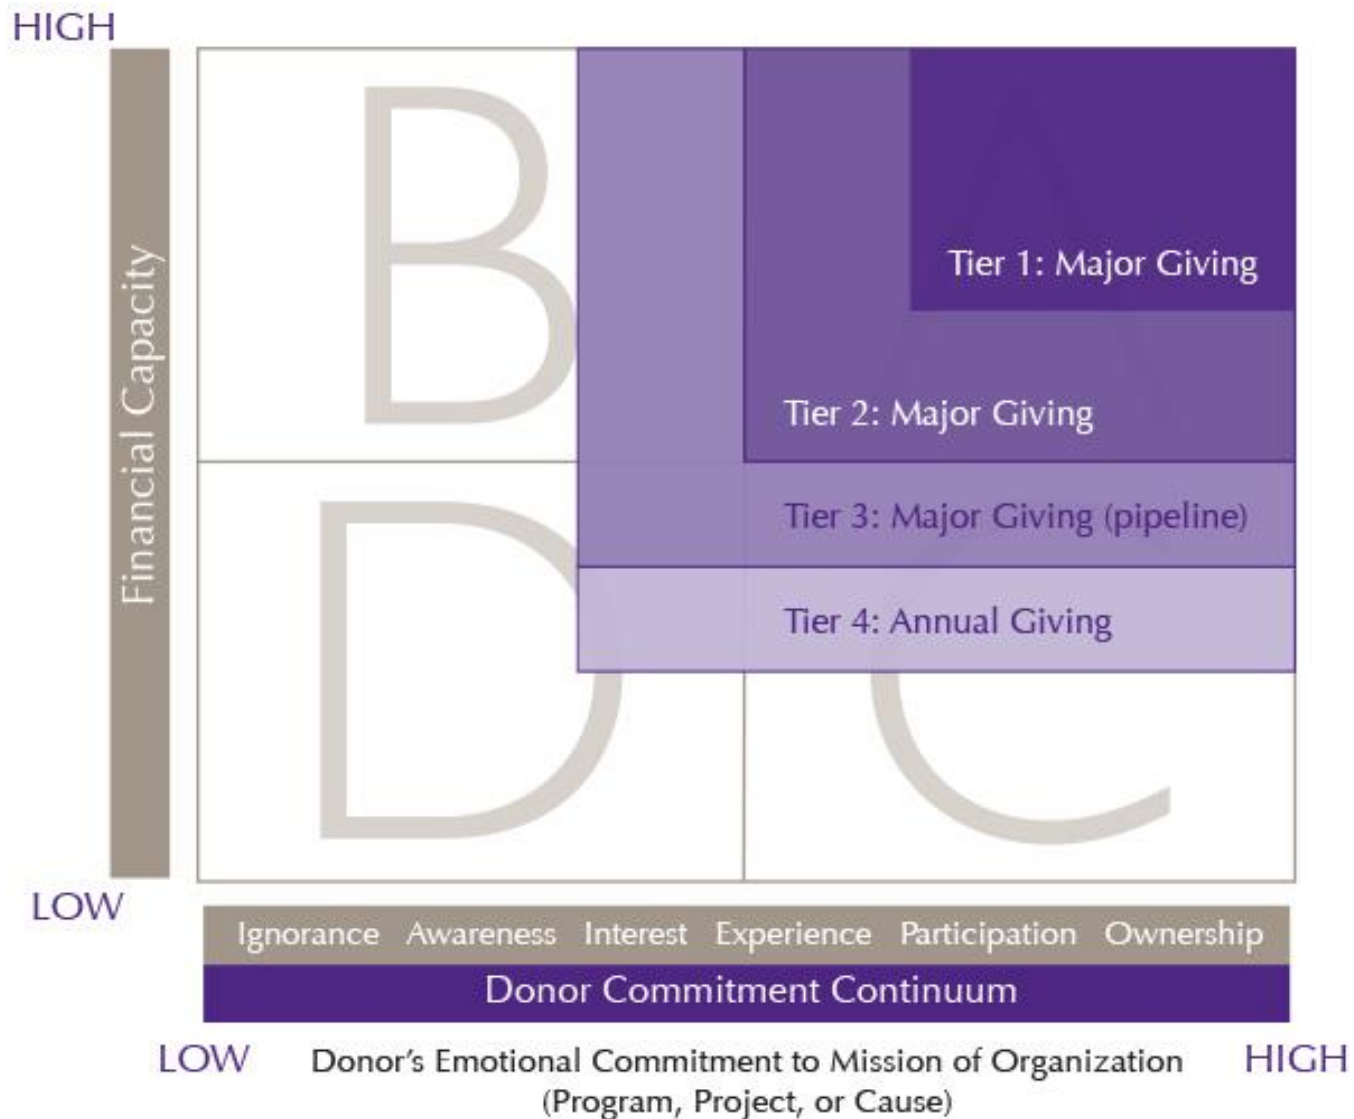 HIGH
B
A
Tier 1: Major Giving
Financial Capacity
Tier 2: Major Giving
Tier 3: Major Giving (pipeline)
D
C
Tier 4: Annual Giving
LOW
Ignorance Awareness Interest Experience Participation Ownership
Donor Commitment Continuum
LOW Donor’s Emotional Commitment to Mission of Organization HIGH
(Program, Project, or Cause)